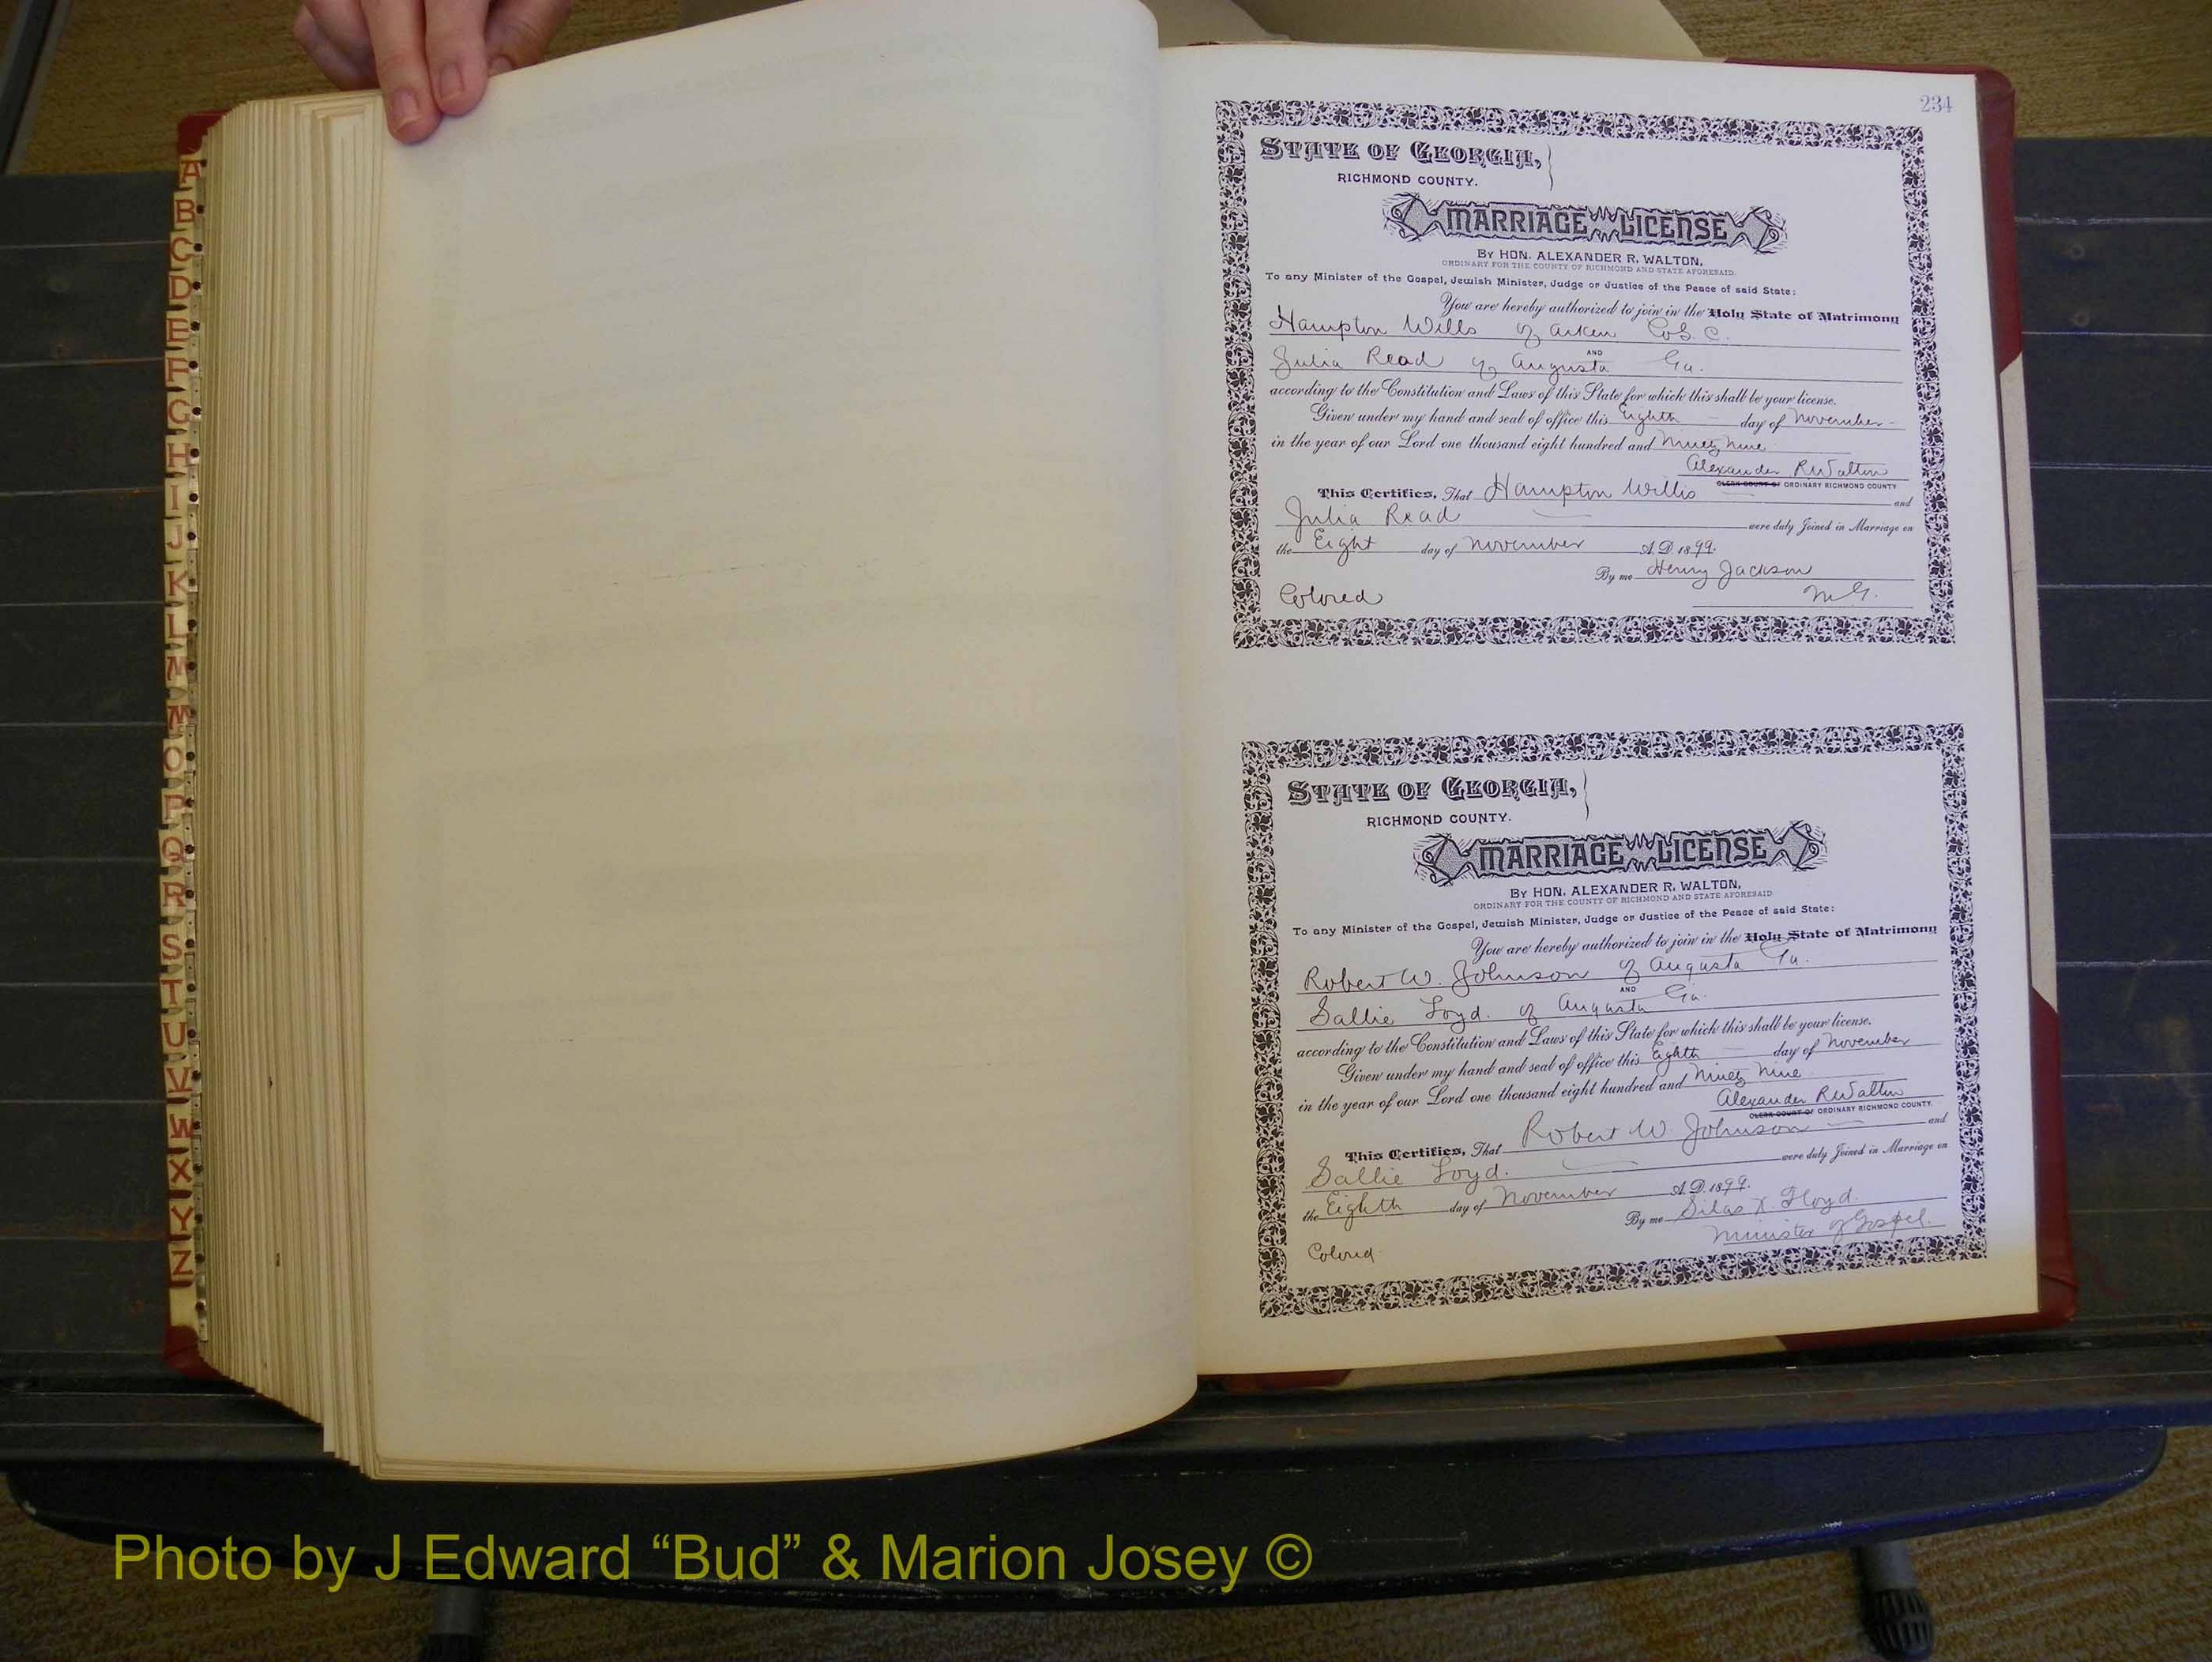 A
B
C
D
E
F
G
H
I
J
K
L
M
M
O
P
Q
R
S
T
U
V
W
X
Y
Z
234
STATE OF GEORGIA,
RICHMOND COUNTY.
MARRIAGE LICENSE
BY HON. ALEXANDER R. WALTON,
ORDINARY FOR THE COUNTY OF RICHMOND AND STATE AFORESAID.
To any Minister of the Gospel, Jewish Minister, Judge or Justice of the Peace of said State:
You are hereby authorized to join in the Holy State of Matrimony
Hampton Wills of Aiken Co S. C.
AND
Julia Read of Augusta Ga.
according to the Constitution and Laws of this State for which this shall be your license.
Given under my hand and seal of office this Eighth day of November
in the year of our Lord one thousand eight hundred and Ninety Nine
Alexander R Walton
CLERK COURT OF ORDINARY RICHMOND COUNTY
This Certifies, That Hampton Willis and
Julia Read were duly Joined in Marriage on
the Eight day of November A. D. 1899.
By me Henry Jackson
Colored M G.
STATE OF GEORGIA,
RICHMOND COUNTY.
MARRIAGE LICENSE
BY HON. ALEXANDER R. WALTON,
ORDINARY FOR THE COUNTY OF RICHMOND AND STATE AFORESAID
To any Minister of the Gospel, Jewish Minister, Judge or Justice of the Peace of said State:
You are hereby authorized to join in the Holy State of Matrimony
Robert W. Johnson of Augusta Ga.
AND
Sallie Loyd. of Augusta Ga.
according to the Constitution and Laws of this State for which this shall be your license.
Given under my hand and seal of office this Eighth day of November
in the year of our Lord one thousand eight hundred and Ninety Nine
Alexander R Walton
CLERK COURT OF ORDINARY RICHMOND COUNTY.
This Certifies, That Robert W. Johnson and
Sallie Loyd. were duly Joined in Marriage on
the Eighth day of November A. D. 1899.
By me Silas X. Floyd.
Minister of Gospel.
Colored
Photo by J Edward “Bud” & Marion Josey ©